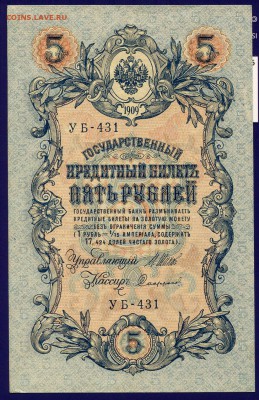 COINS.LAVE.RU
5 5
1909
УБ-431
ГОСУДАРСТВЕННЫЙ
КРЕДИТНЫЙ БИЛЕТЪ
ПЯТЬ РУБЛЕЙ
ГОСУДАРСТВЕННЫЙ БАНКЪ РАЗМѢНИВАЕТЪ
КРЕДИТНЫЕ БИЛЕТЫ НА ЗОЛОТУЮ МОНЕТУ
БЕЗЪ ОГРАНИЧЕНІЯ СУММЫ
(1 РУБЛЬ = 1/15 ИМПЕРІАЛА, СОДЕРЖИТЪ
17,424 ДОЛЕЙ ЧИСТАГО ЗОЛОТА).
Управляющій
Кассиръ
УБ-431
5